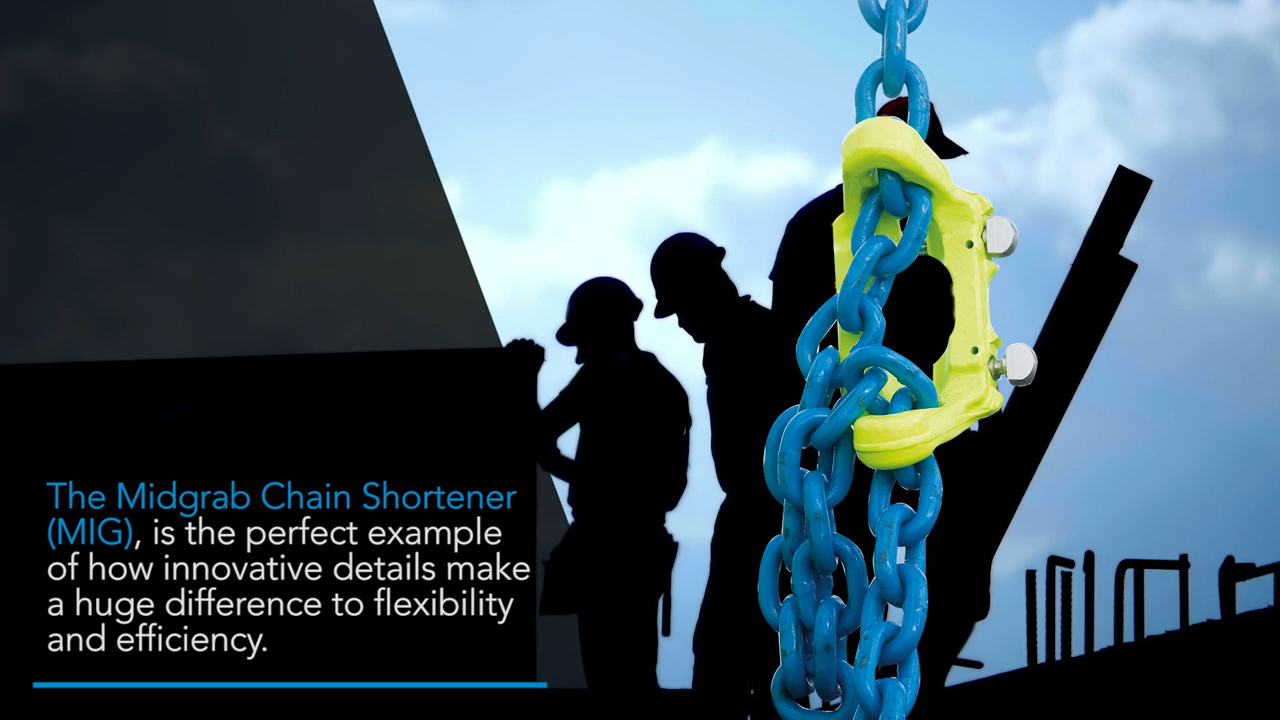 The Midgrab Chain Shortener
(MIG), is the perfect example
of how innovative details make
a huge difference to flexibility
and efficiency.